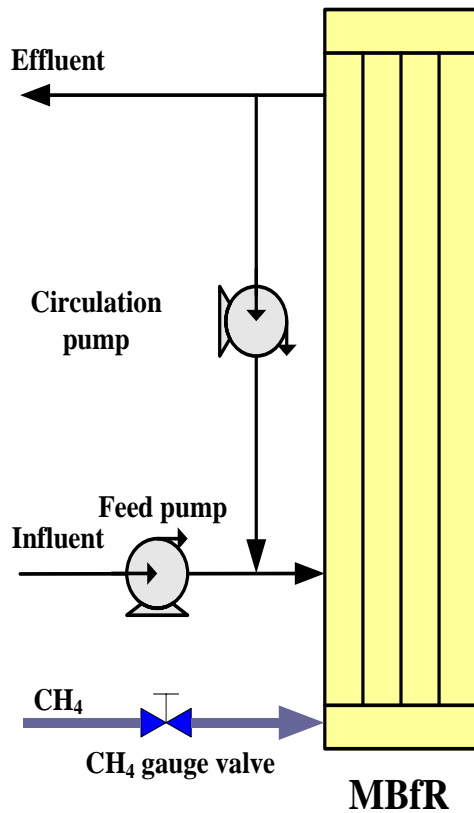 Effluent
Circulation
pump
Feed pump
Influent
CH₄
CH₄ gauge valve
MBfR